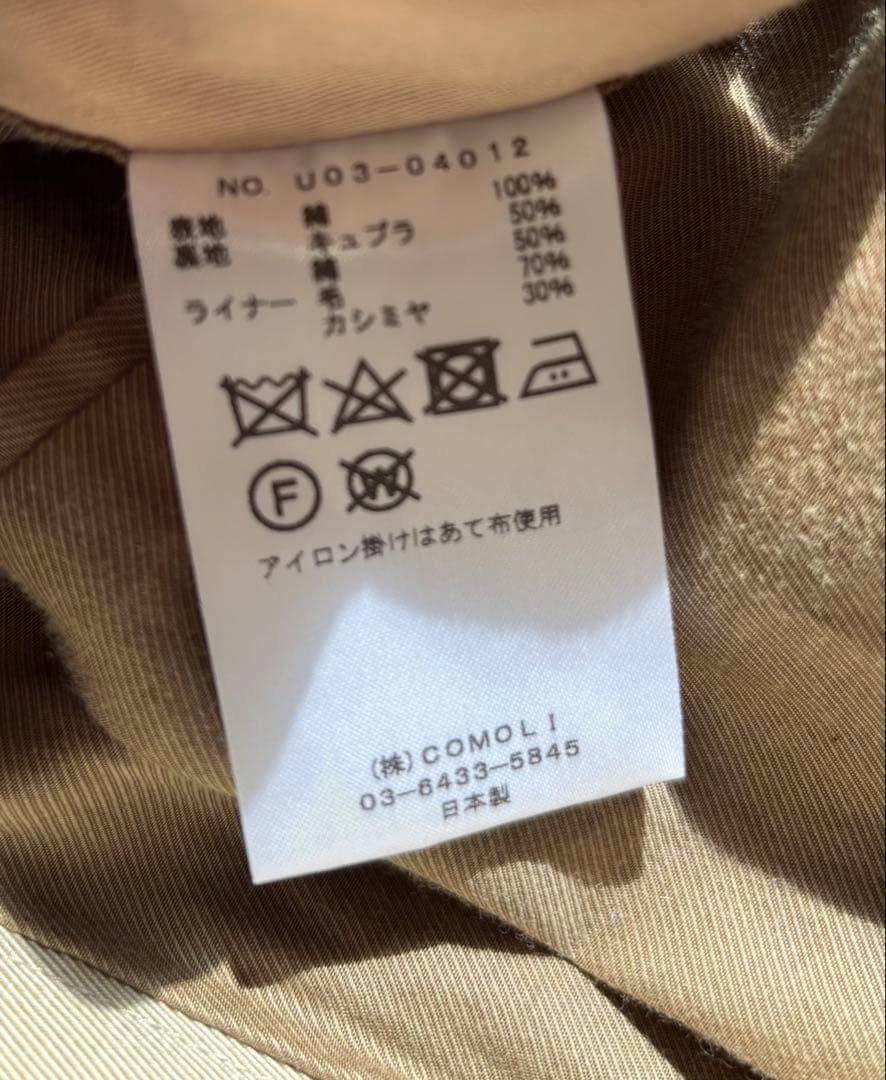 NO. U03-04012
表地 綿 100%
裏地 キュプラ 50%
綿 50%
ライナー 毛 70%
カシミヤ 30%
F W
アイロン掛けはあて布使用
(株)COMOLI
03-6433-5845
日本製